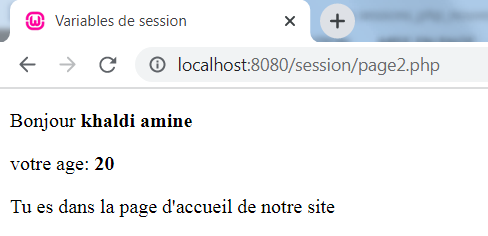 Variables de session
localhost:8080/session/page2.php
Bonjour khaldi amine
votre age: 20
Tu es dans la page d'accueil de notre site